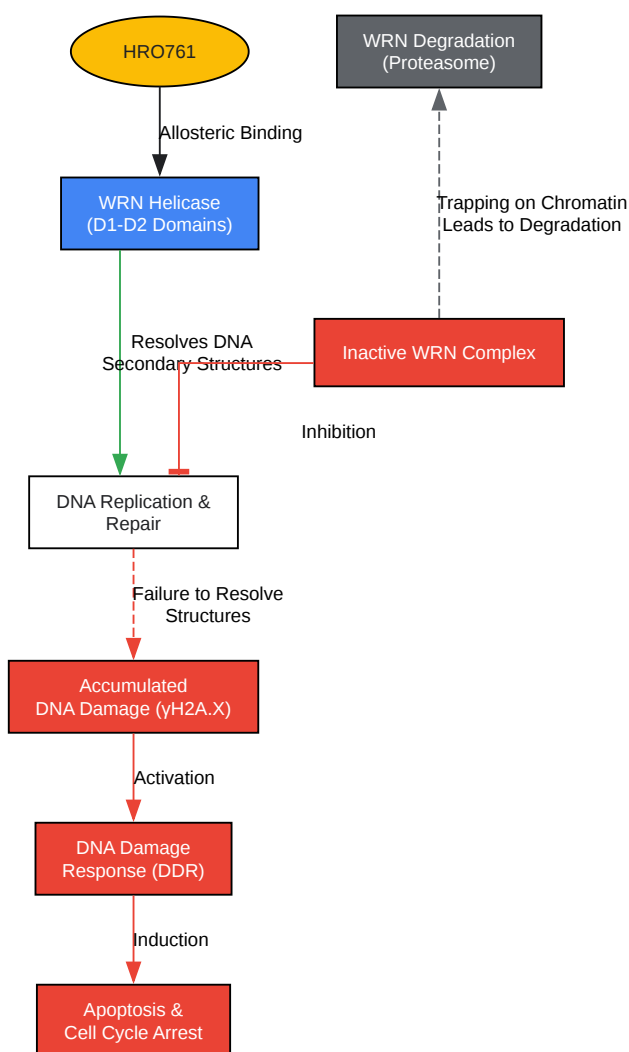 HRO761
WRN Degradation
(Proteasome)
Allosteric Binding
WRN Helicase
(D1-D2 Domains)
Trapping on Chromatin
Leads to Degradation
Resolves DNA
Secondary Structures
Inactive WRN Complex
Inhibition
DNA Replication &
Repair
Failure to Resolve
Structures
Accumulated
DNA Damage (γH2A.X)
Activation
DNA Damage
Response (DDR)
Induction
Apoptosis &
Cell Cycle Arrest